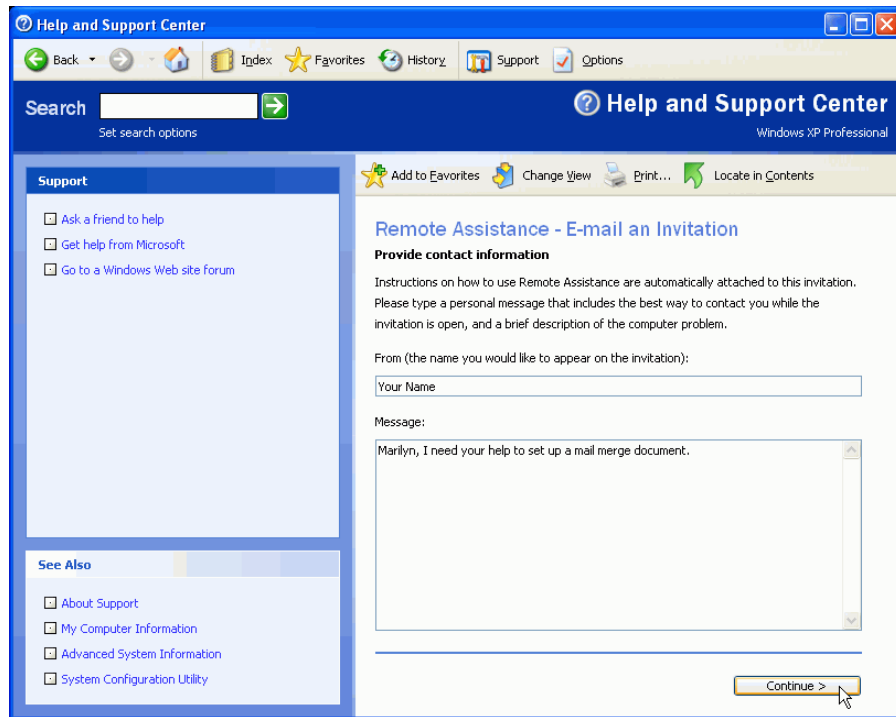 Help and Support Center
Back Index Favorites History Support Options
Search
Set search options
Help and Support Center
Windows XP Professional
Support
Ask a friend to help
Get help from Microsoft
Go to a Windows Web site forum
See Also
About Support
My Computer Information
Advanced System Information
System Configuration Utility
Add to Favorites Change View Print... Locate in Contents
Remote Assistance - E-mail an Invitation
Provide contact information
Instructions on how to use Remote Assistance are automatically attached to this invitation.
Please type a personal message that includes the best way to contact you while the
invitation is open, and a brief description of the computer problem.
From (the name you would like to appear on the invitation):
Your Name
Message:
Marilyn, I need your help to set up a mail merge document.
Continue >